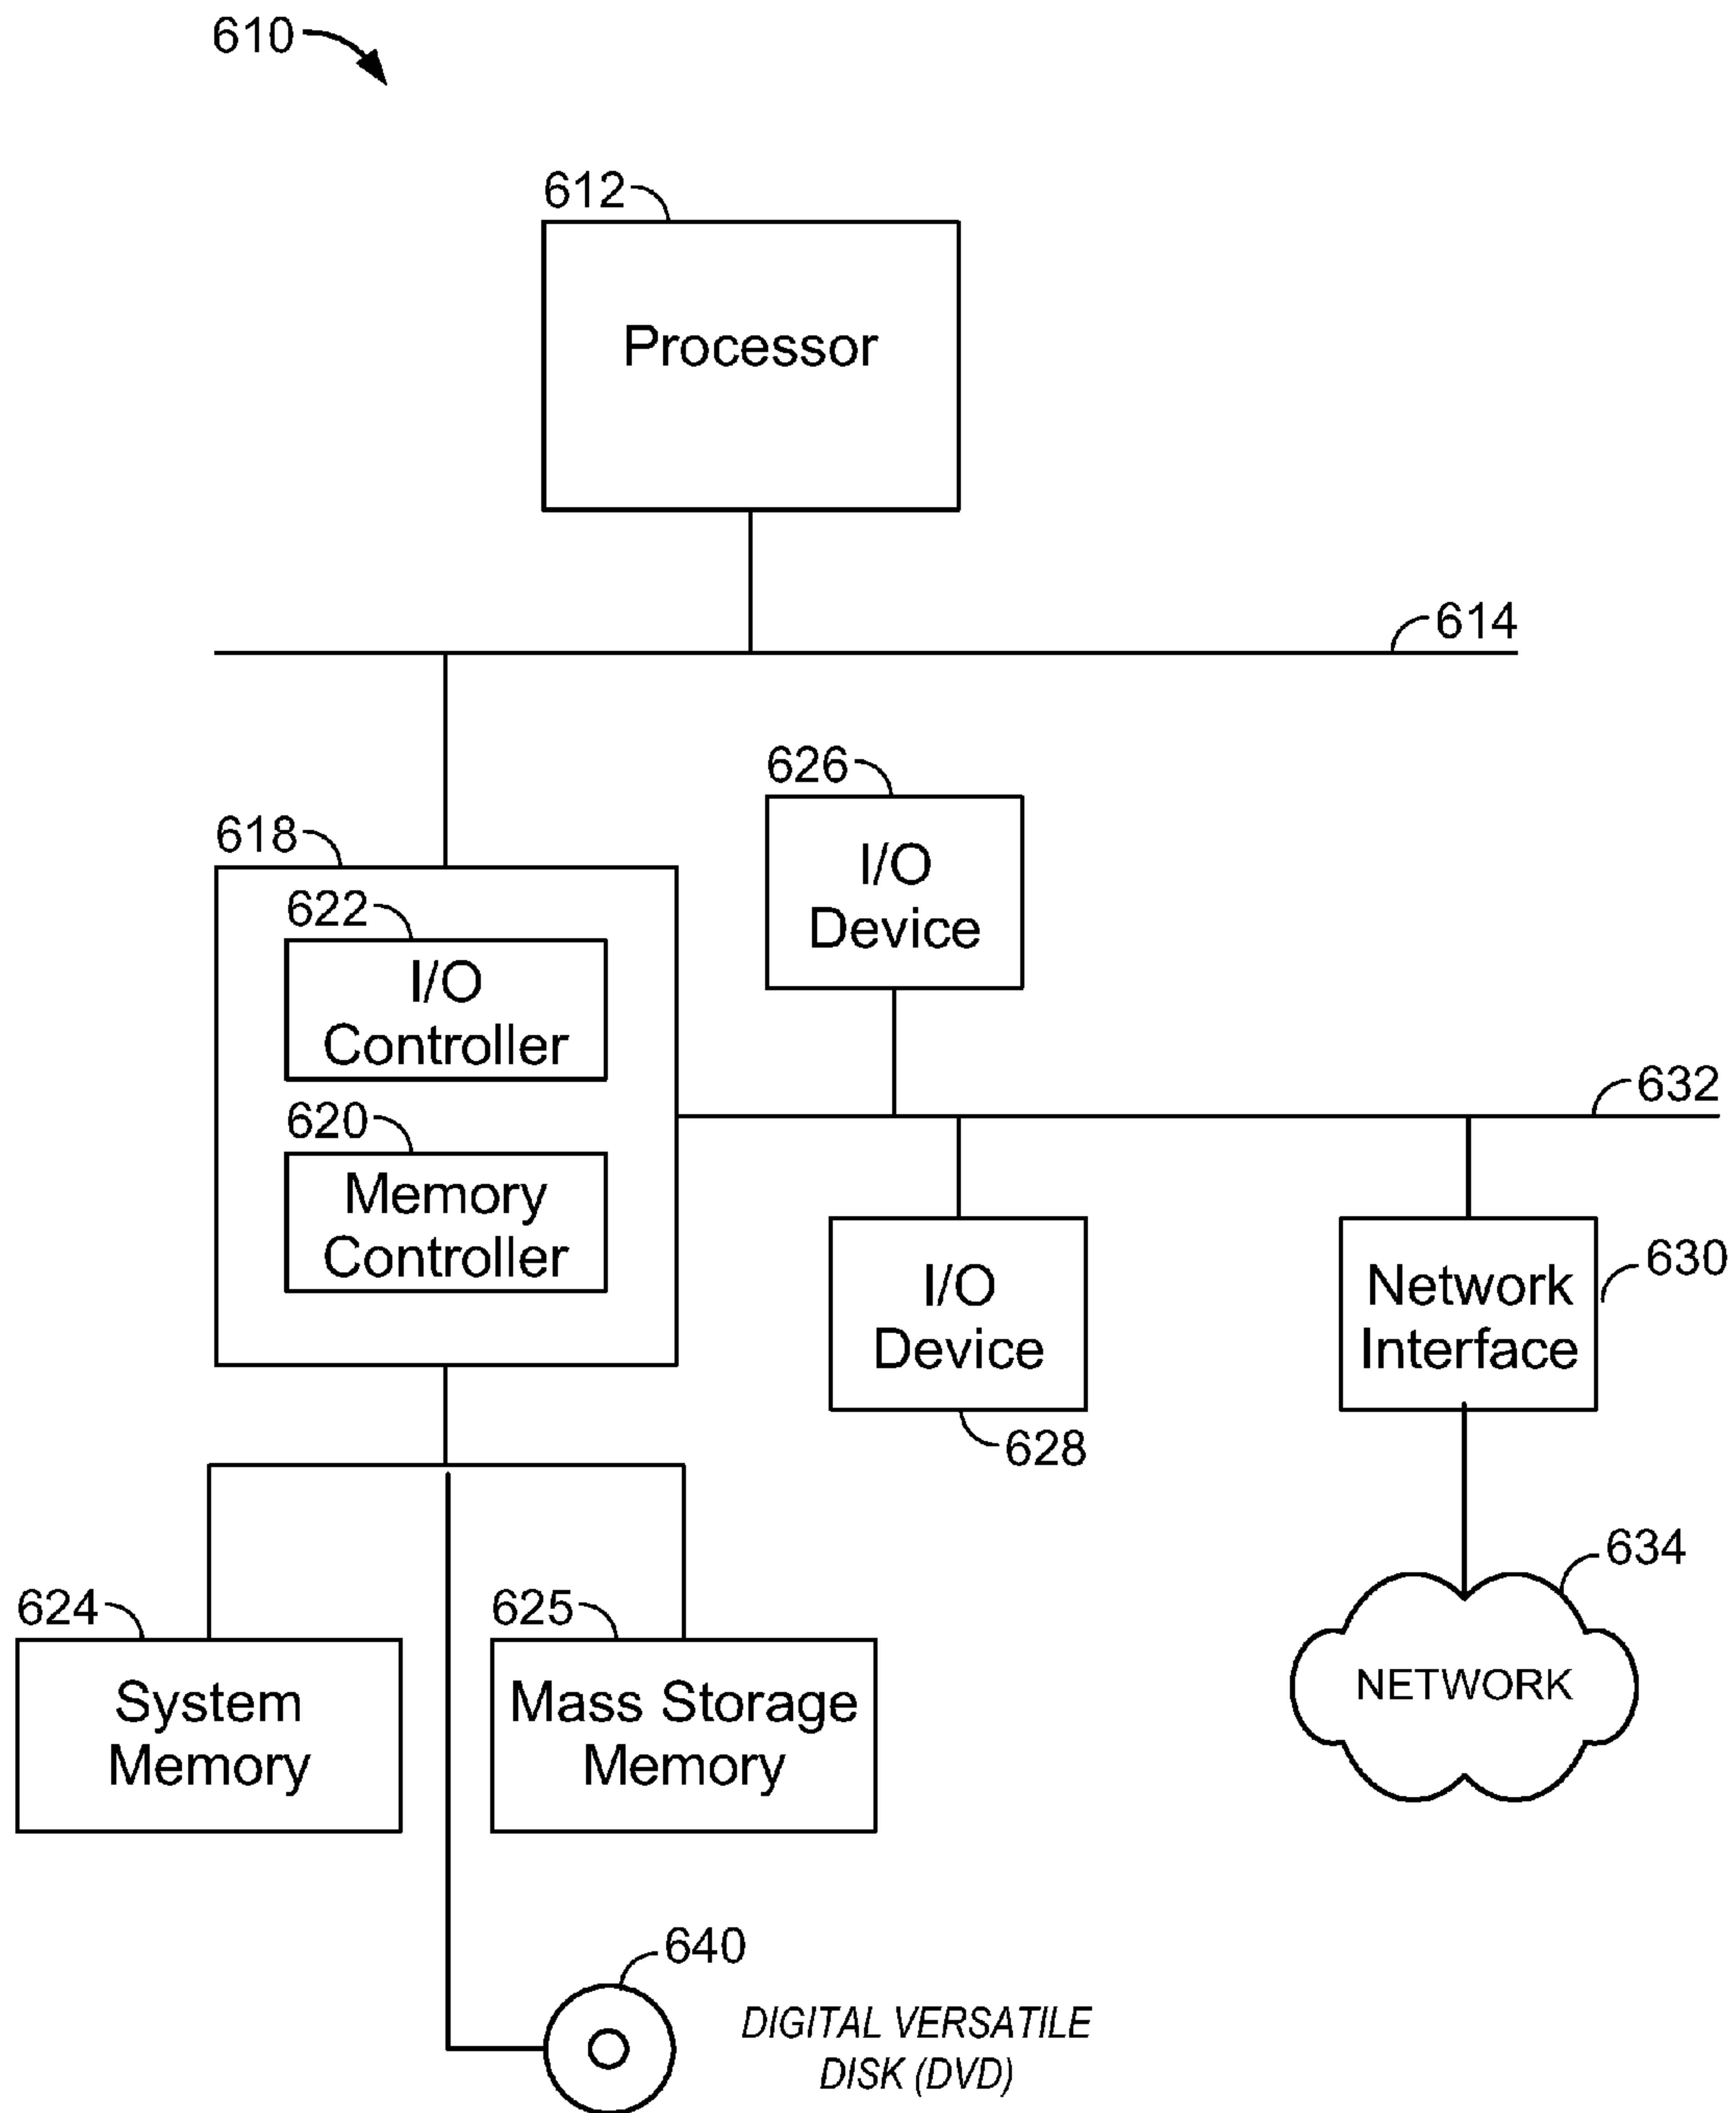 610
612
Processor
614
626
I/O
Device
618
622
I/O
Controller
632
620
Memory
Controller
I/O
Device
628
Network
Interface
630
634
NETWORK
624
System
Memory
625
Mass Storage
Memory
640
DIGITAL VERSATILE
DISK (DVD)